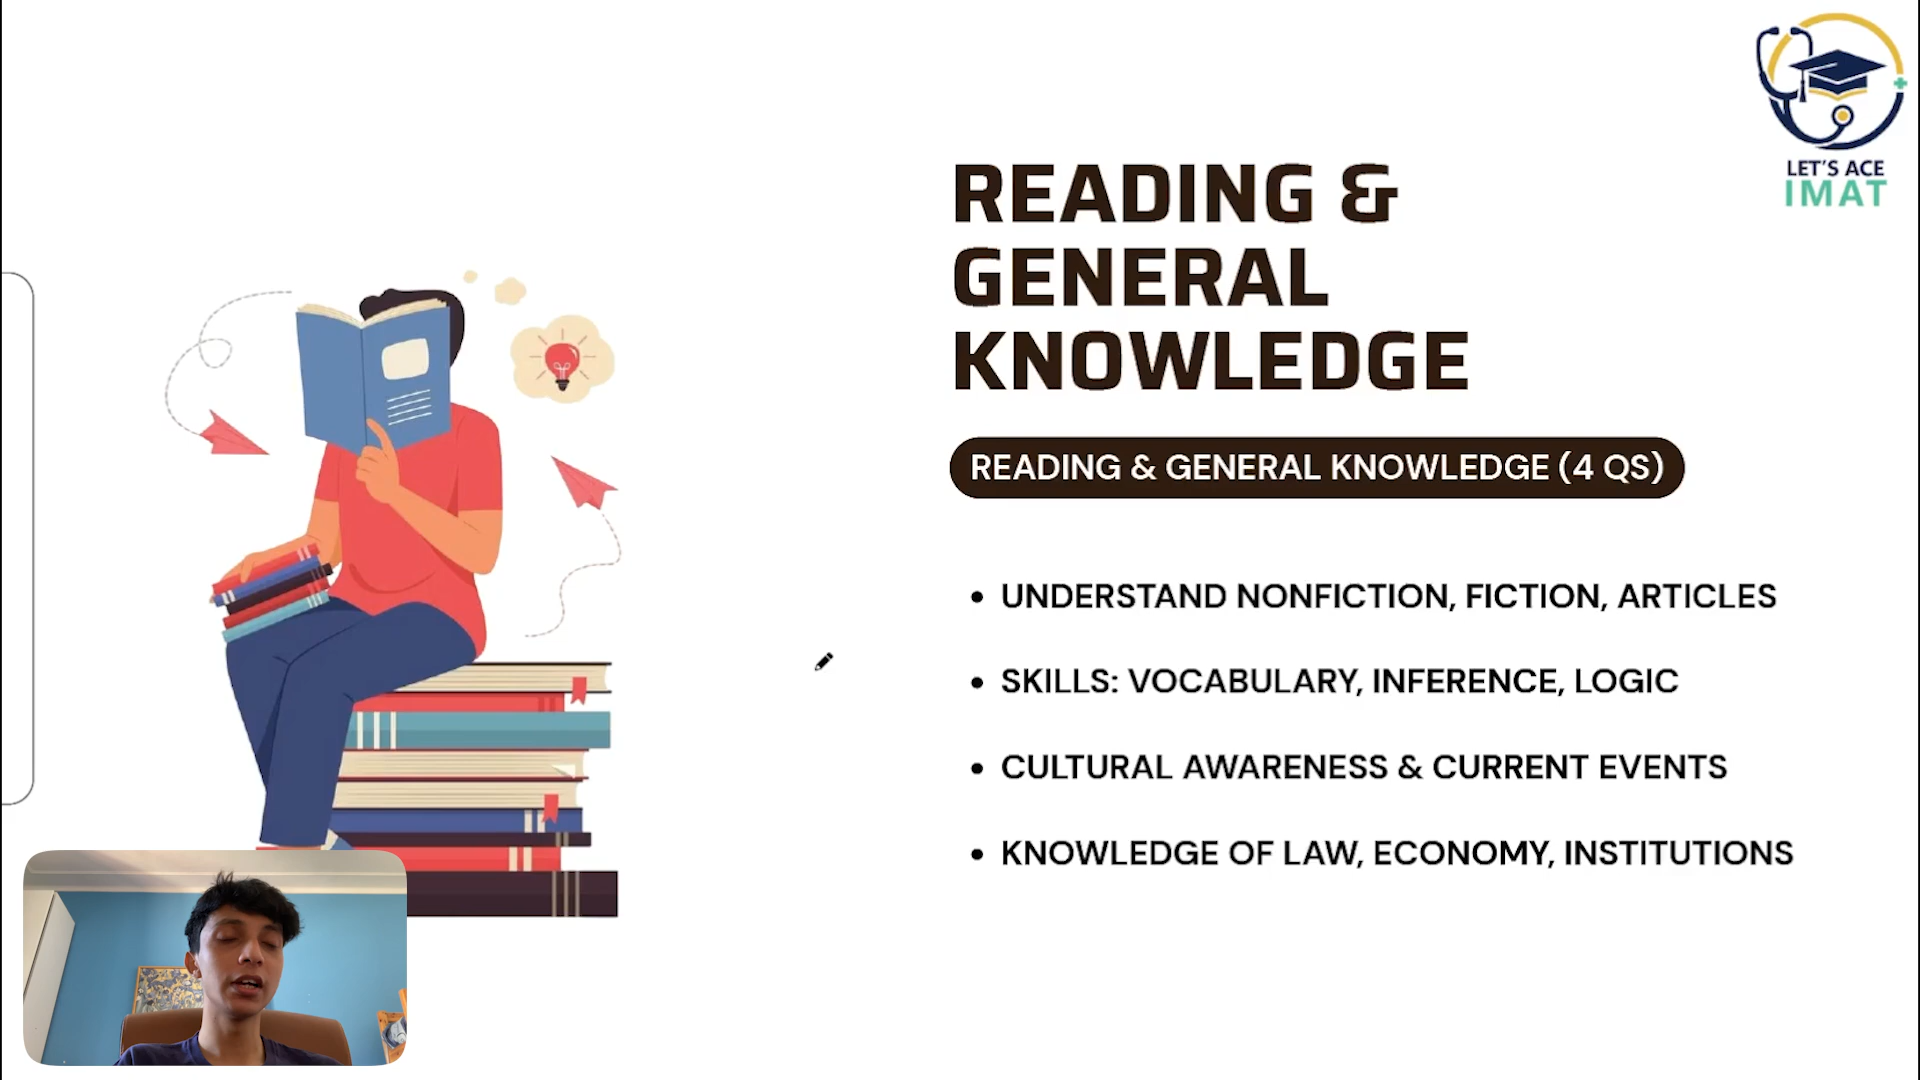 LET'S ACE
IMAT
READING &
GENERAL
KNOWLEDGE
READING & GENERAL KNOWLEDGE (4 QS)
• UNDERSTAND NONFICTION, FICTION, ARTICLES
• SKILLS: VOCABULARY, INFERENCE, LOGIC
• CULTURAL AWARENESS & CURRENT EVENTS
• KNOWLEDGE OF LAW, ECONOMY, INSTITUTIONS